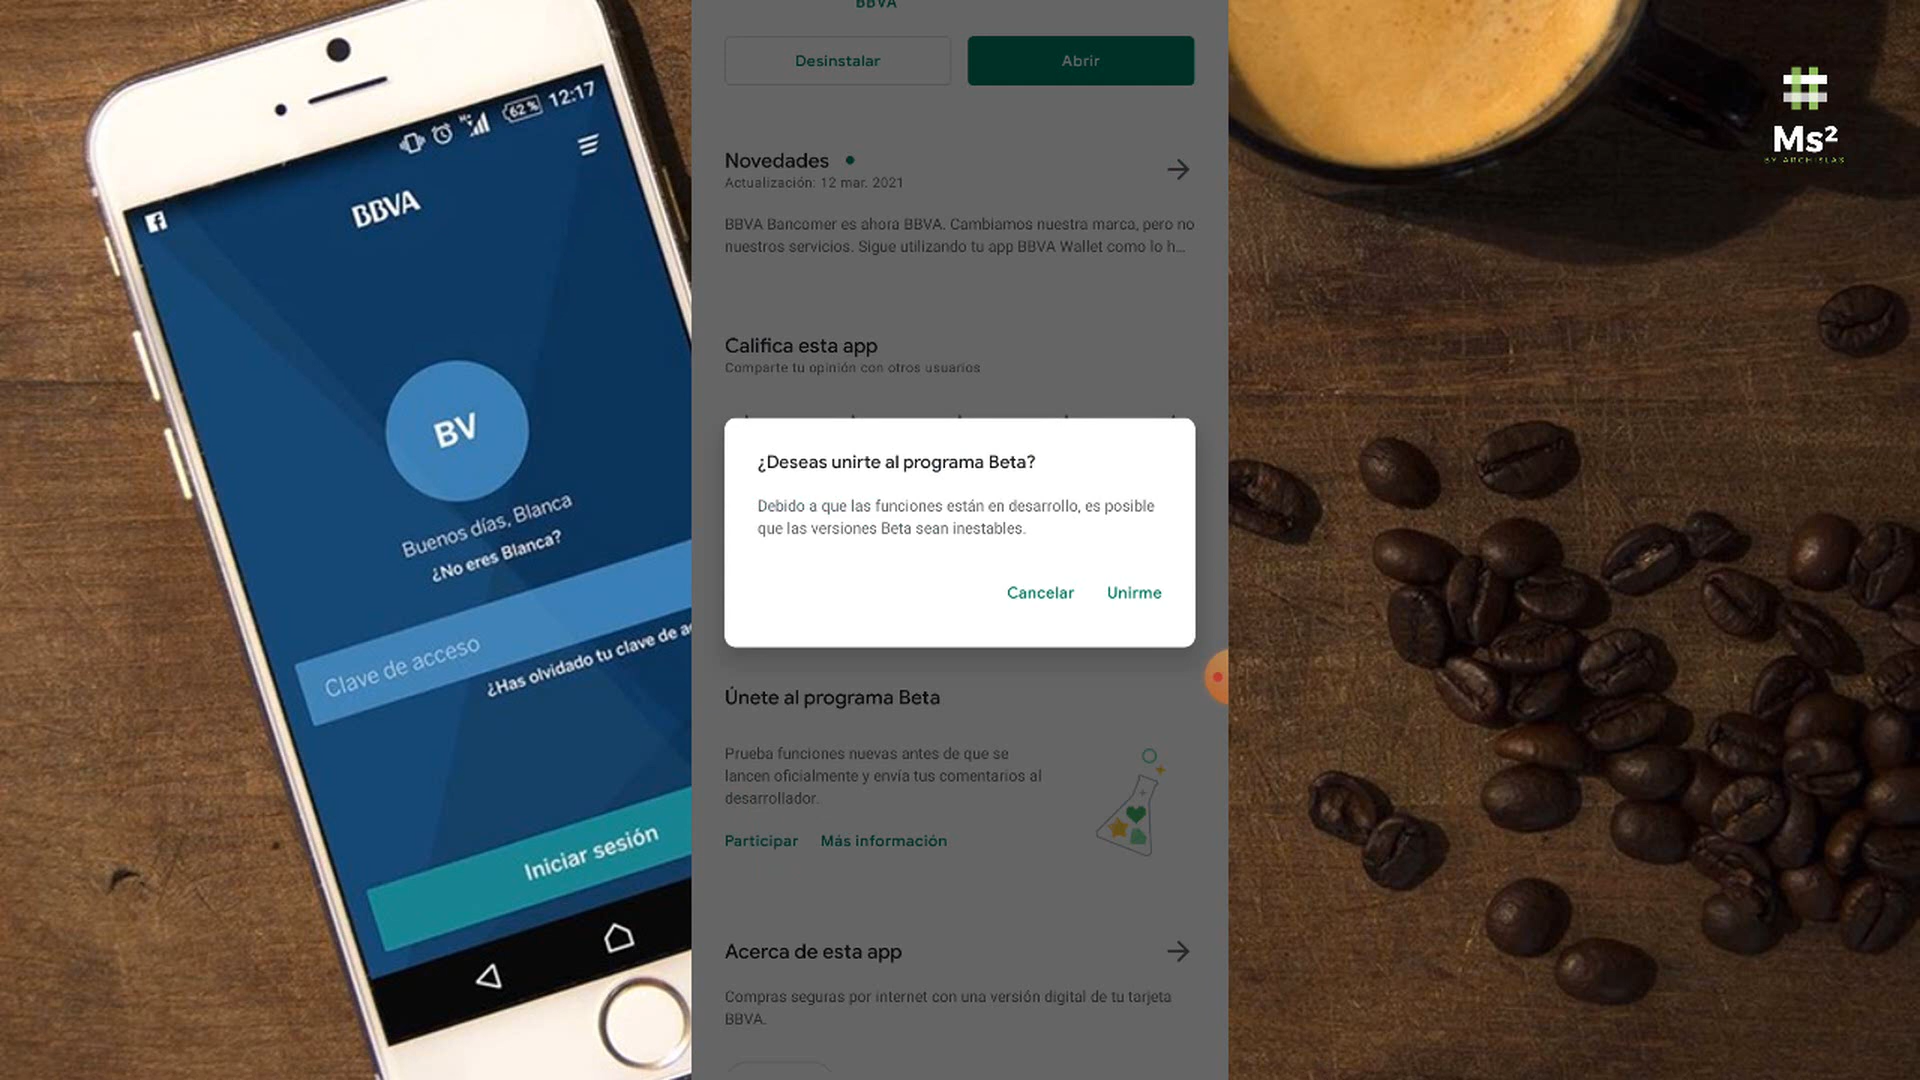 62 %
12:17
BBVA
BV
Buenos días, Blanca
¿No eres Blanca?
Clave de acceso
¿Has olvidado tu clave de
Iniciar sesión
BBVA
Desinstalar
Abrir
Novedades
Actualización: 12 mar. 2021
BBVA Bancomer es ahora BBVA. Cambiamos nuestra marca, pero no
nuestros servicios. Sigue utilizando tu app BBVA Wallet como lo h...
Califica esta app
Comparte tu opinión con otros usuarios
¿Deseas unirte al programa Beta?
Debido a que las funciones están en desarrollo, es posible
que las versiones Beta sean inestables.
Cancelar
Unirme
Únete al programa Beta
Prueba funciones nuevas antes de que se
lancen oficialmente y envía tus comentarios al
desarrollador.
Participar
Más información
Acerca de esta app
Compras seguras por internet con una versión digital de tu tarjeta
BBVA.
#
Ms²
BY ARCHISLAS